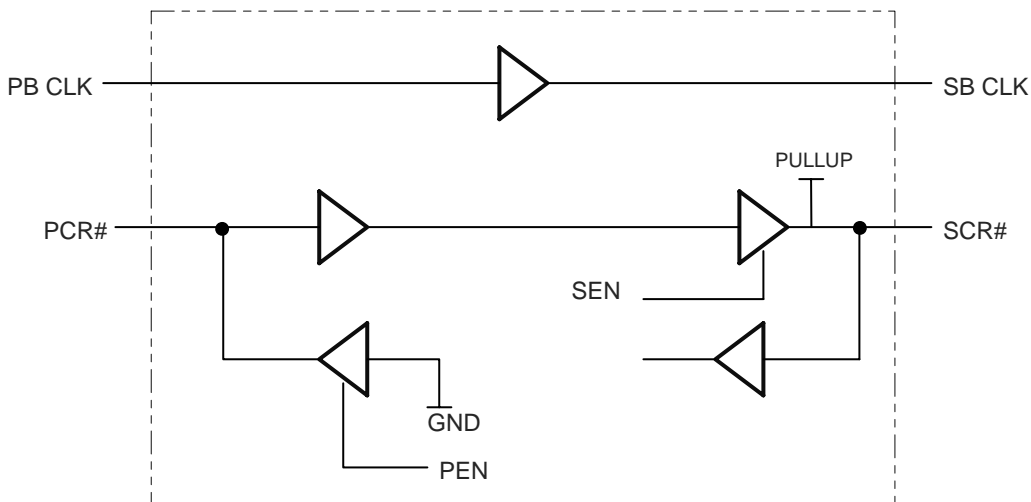 PB CLK
SB CLK
PULLUP
PCR#
SCR#
SEN
GND
PEN